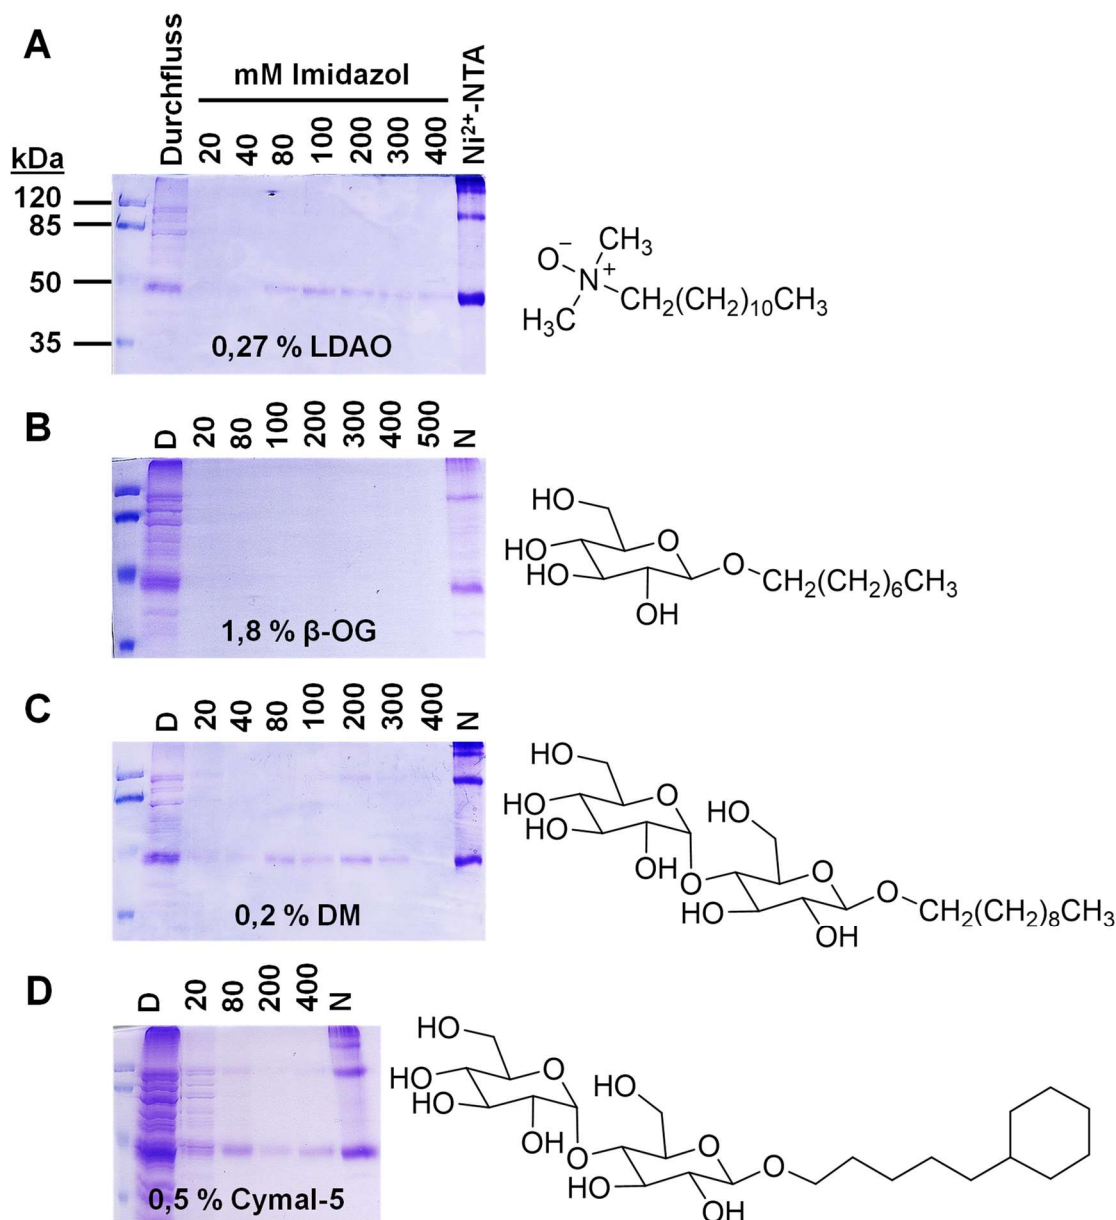 A
Durchfluss
mM Imidazol
Ni²⁺-NTA
20 40 80 100 200 300 400
kDa
120
85
50
35
0,27 % LDAO
O⁻ CH₃
N⁺
H₃C CH₂(CH₂)₁₀CH₃
B
D 20 80 100 200 300 400 500 N
1,8 % β-OG
HO
HO O
HO O CH₂(CH₂)₆CH₃
OH
C
D 20 40 80 100 200 300 400 N
0,2 % DM
HO
HO O
HO HO
OH O O
O HO O CH₂(CH₂)₈CH₃
OH
D
D 20 80 200 400 N
0,5 % Cymal-5
HO
HO O
HO HO
OH O O
HO O
OH